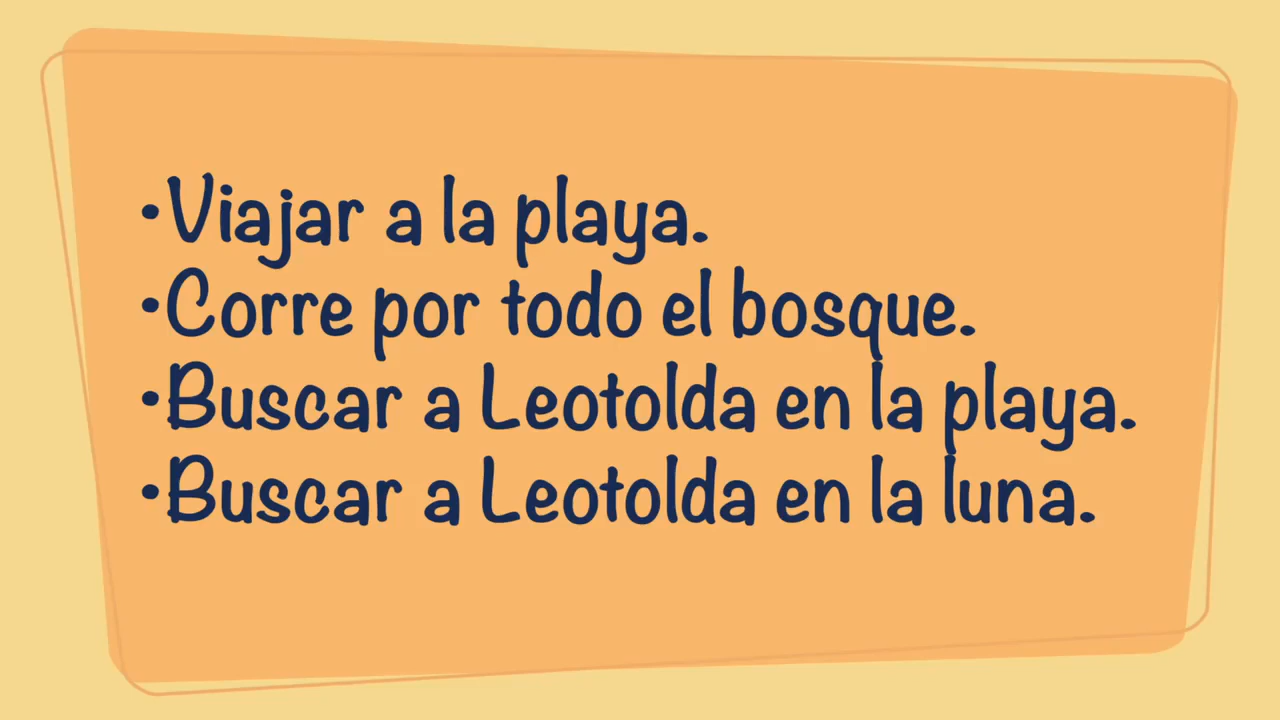 •Viajar a la playa.
•Corre por todo el bosque.
•Buscar a Leotolda en la playa.
•Buscar a Leotolda en la luna.